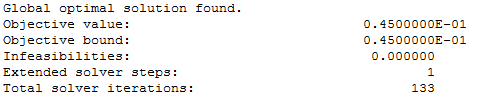 Global optimal solution found.
Objective value: 0.4500000E-01
Objective bound: 0.4500000E-01
Infeasibilities: 0.000000
Extended solver steps: 1
Total solver iterations: 133